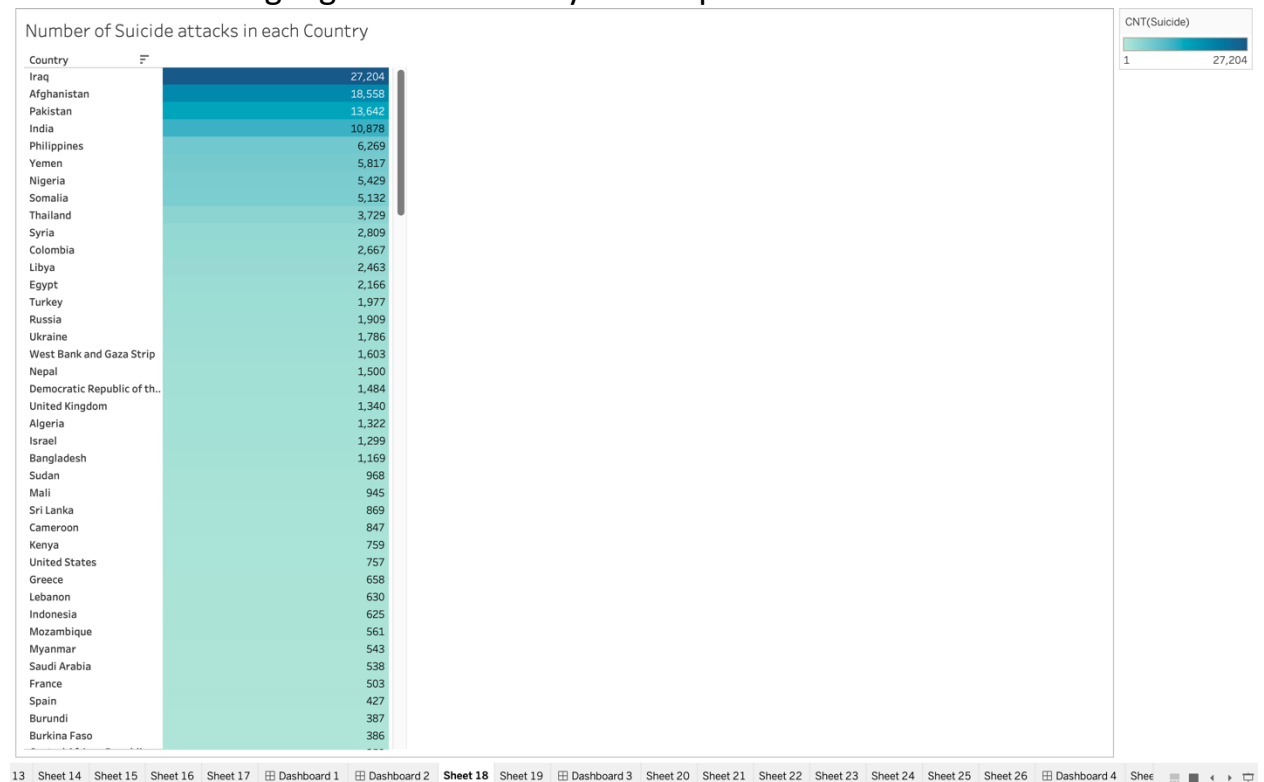 Number of Suicide attacks in each Country
CNT(Suicide)
1 27,204
Country
Iraq 27,204
Afghanistan 18,558
Pakistan 13,642
India 10,878
Philippines 6,269
Yemen 5,817
Nigeria 5,429
Somalia 5,132
Thailand 3,729
Syria 2,809
Colombia 2,667
Libya 2,463
Egypt 2,166
Turkey 1,977
Russia 1,909
Ukraine 1,786
West Bank and Gaza Strip 1,603
Nepal 1,500
Democratic Republic of th.. 1,484
United Kingdom 1,340
Algeria 1,322
Israel 1,299
Bangladesh 1,169
Sudan 968
Mali 945
Sri Lanka 869
Cameroon 847
Kenya 759
United States 757
Greece 658
Lebanon 630
Indonesia 625
Mozambique 561
Myanmar 543
Saudi Arabia 538
France 503
Spain 427
Burundi 387
Burkina Faso 386
13 Sheet 14 Sheet 15 Sheet 16 Sheet 17 Dashboard 1 Dashboard 2 Sheet 18 Sheet 19 Dashboard 3 Sheet 20 Sheet 21 Sheet 22 Sheet 23 Sheet 24 Sheet 25 Sheet 26 Dashboard 4 Shee